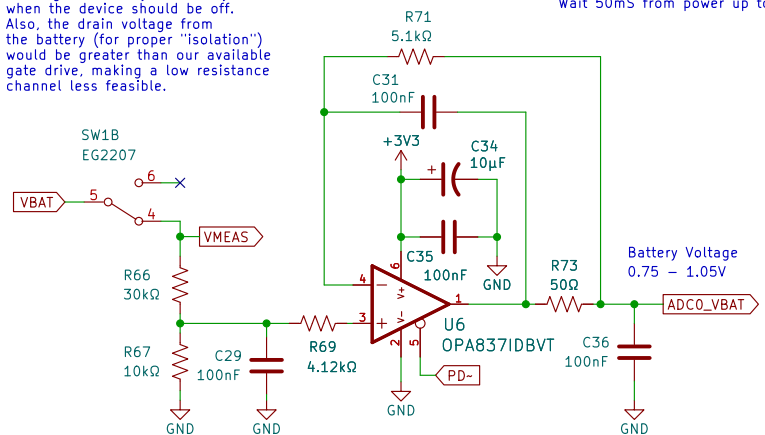 when the device should be off.
Also, the drain voltage from
the battery (for proper "isolation")
would be greater than our available
gate drive, making a low resistance
channel less feasible.
Wait 50mS from power up to
R71
5.1kΩ
C31
100nF
+3V3
C34
10µF
+
SW1B
EG2207
6
5
4
VBAT
VMEAS
C35
100nF
GND
R66
30kΩ
R67
10kΩ
C29
100nF
R69
4.12kΩ
4
3
6
V+
V-
2
5
1
U6
OPA837IDBVT
PD~
R73
50Ω
Battery Voltage
0.75 – 1.05V
ADC0_VBAT
C36
100nF
GND
GND
GND
GND